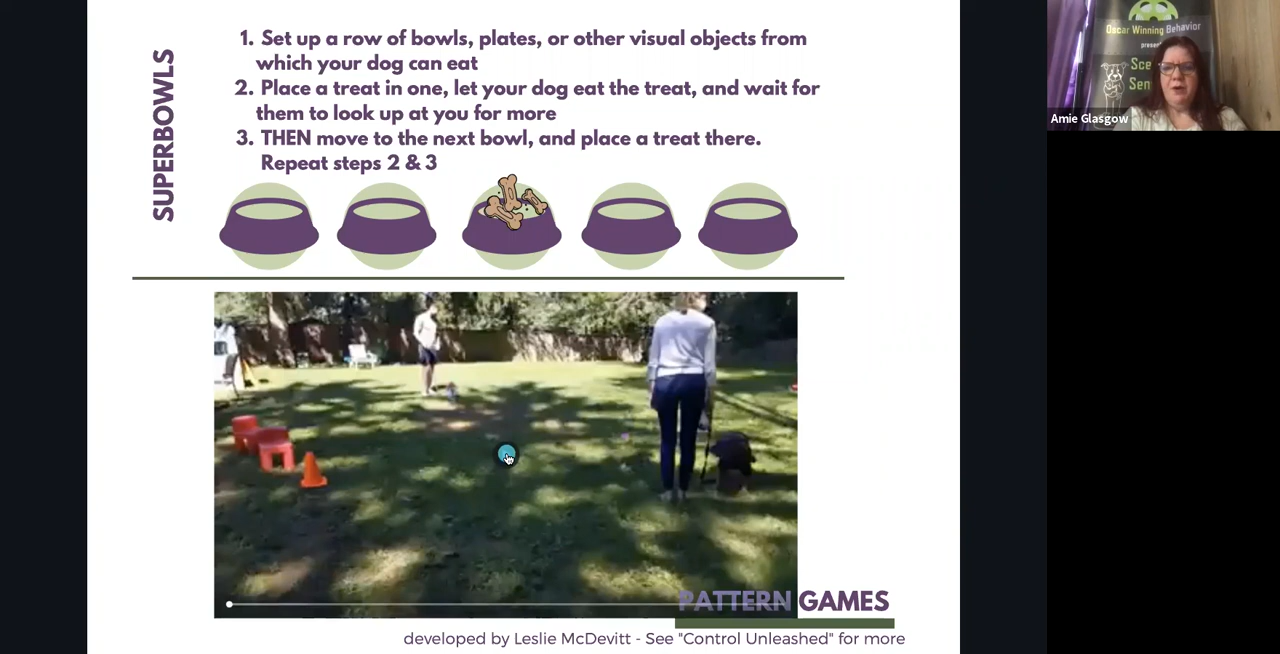 SUPERBOWLS
1. Set up a row of bowls, plates, or other visual objects from
which your dog can eat
2. Place a treat in one, let your dog eat the treat, and wait for
them to look up at you for more
3. THEN move to the next bowl, and place a treat there.
Repeat steps 2 & 3
PATTERN GAMES
developed by Leslie McDevitt - See "Control Unleashed" for more
Oscar Winning Behavior
Amie Glasgow